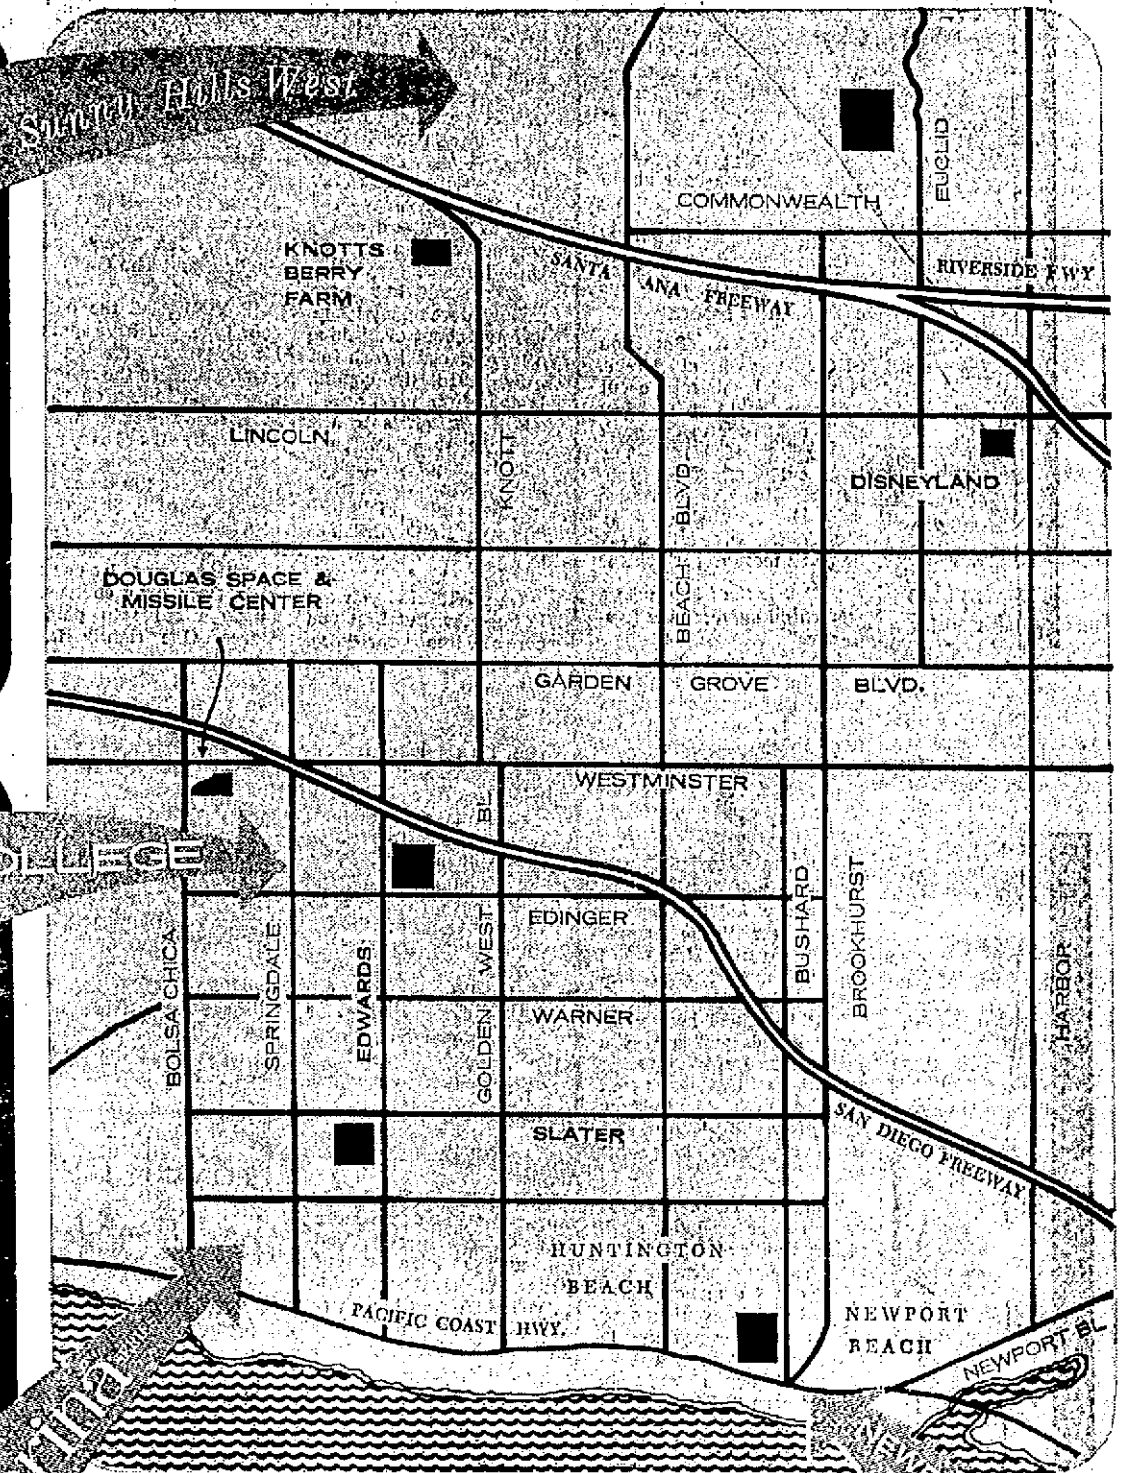 Sunny Hills West
EUCLID
COMMONWEALTH
KNOTTS
BERRY
FARM
SANTA ANA FREEWAY
RIVERSIDE FWY
LINCOLN
KNOTT
BEACH BLVD
DISNEYLAND
DOUGLAS SPACE &
MISSILE CENTER
GARDEN GROVE BLVD.
WESTMINSTER
OLLEGE
GOLDEN WEST BL
EDINGER
BUSHARD
BROOKHURST
BOLSA CHICA
SPRINGDALE
EDWARDS
HARBOR
WARNER
SLATER
SAN DIEGO FREEWAY
HUNTINGTON
BEACH
PACIFIC COAST HWY.
NEWPORT
BEACH
NEWPORT BL